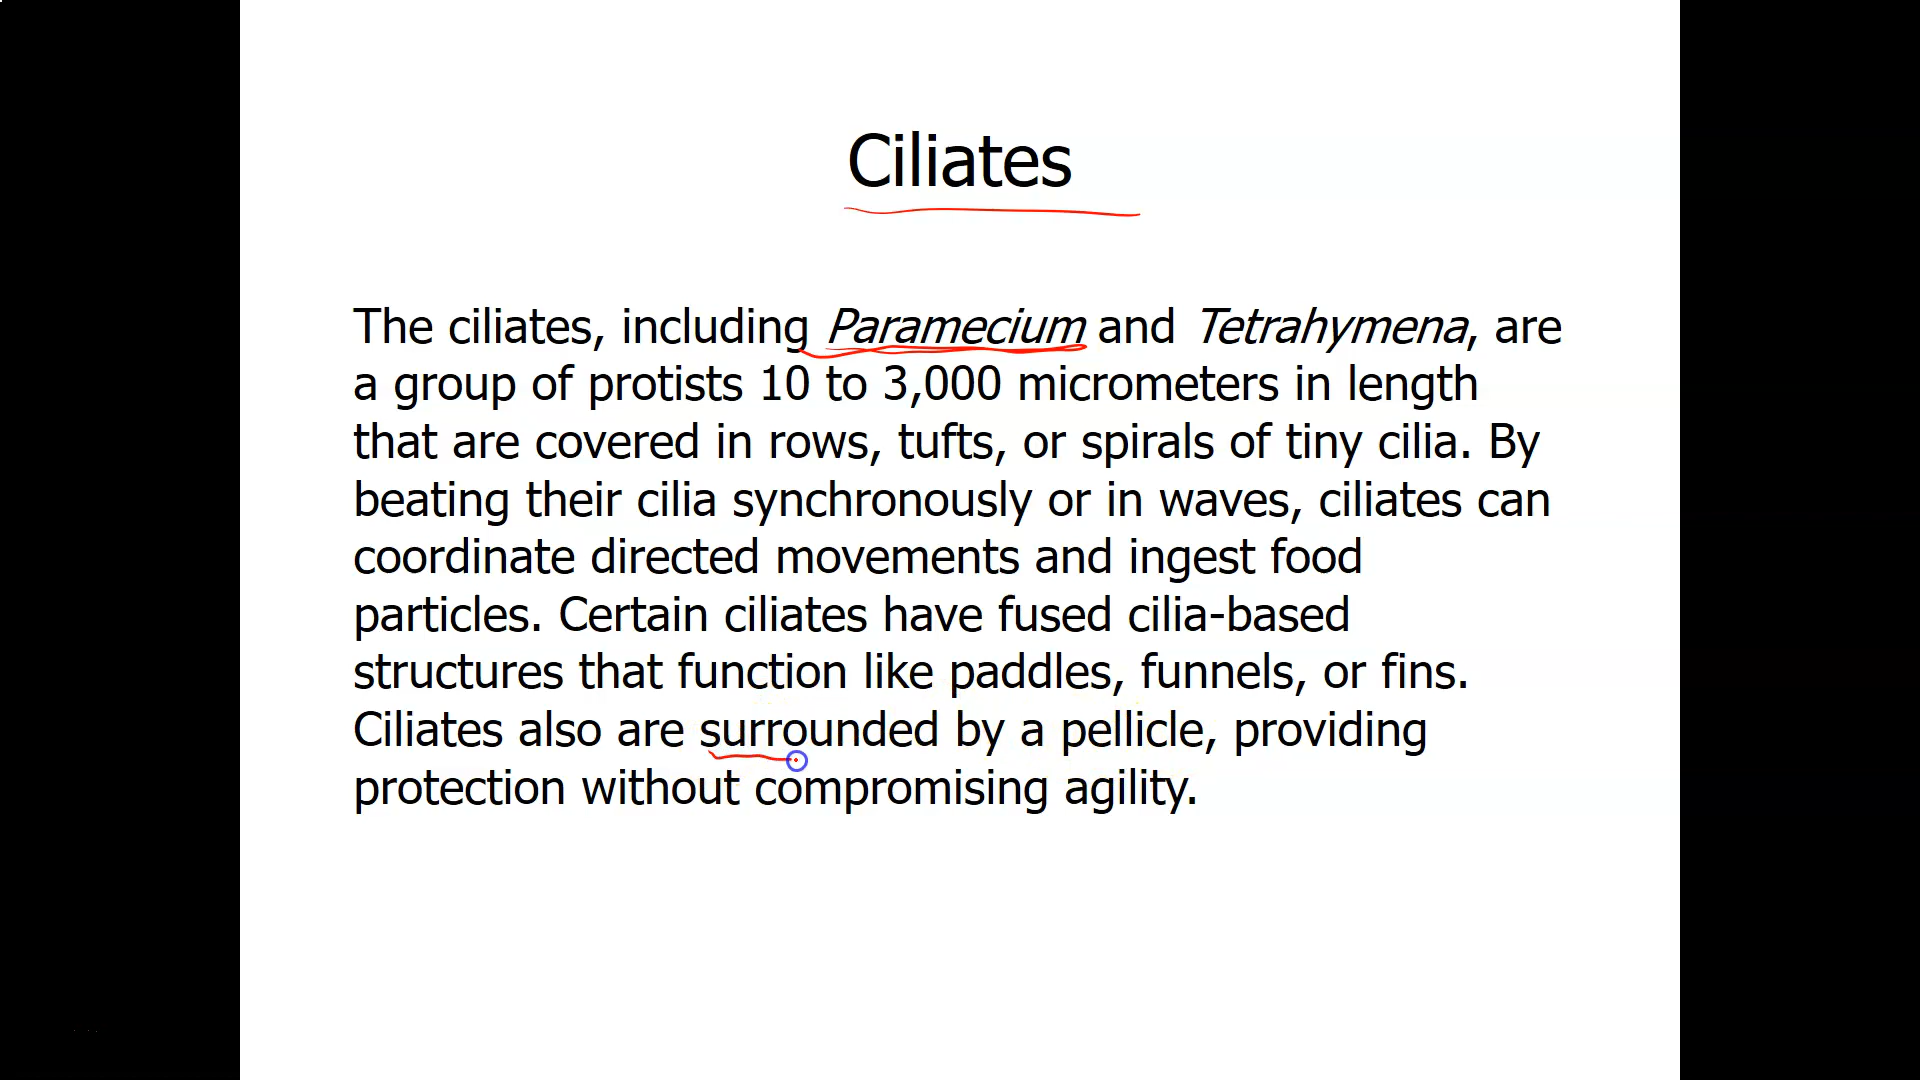 Ciliates
The ciliates, including Paramecium and Tetrahymena, are
a group of protists 10 to 3,000 micrometers in length
that are covered in rows, tufts, or spirals of tiny cilia. By
beating their cilia synchronously or in waves, ciliates can
coordinate directed movements and ingest food
particles. Certain ciliates have fused cilia-based
structures that function like paddles, funnels, or fins.
Ciliates also are surrounded by a pellicle, providing
protection without compromising agility.